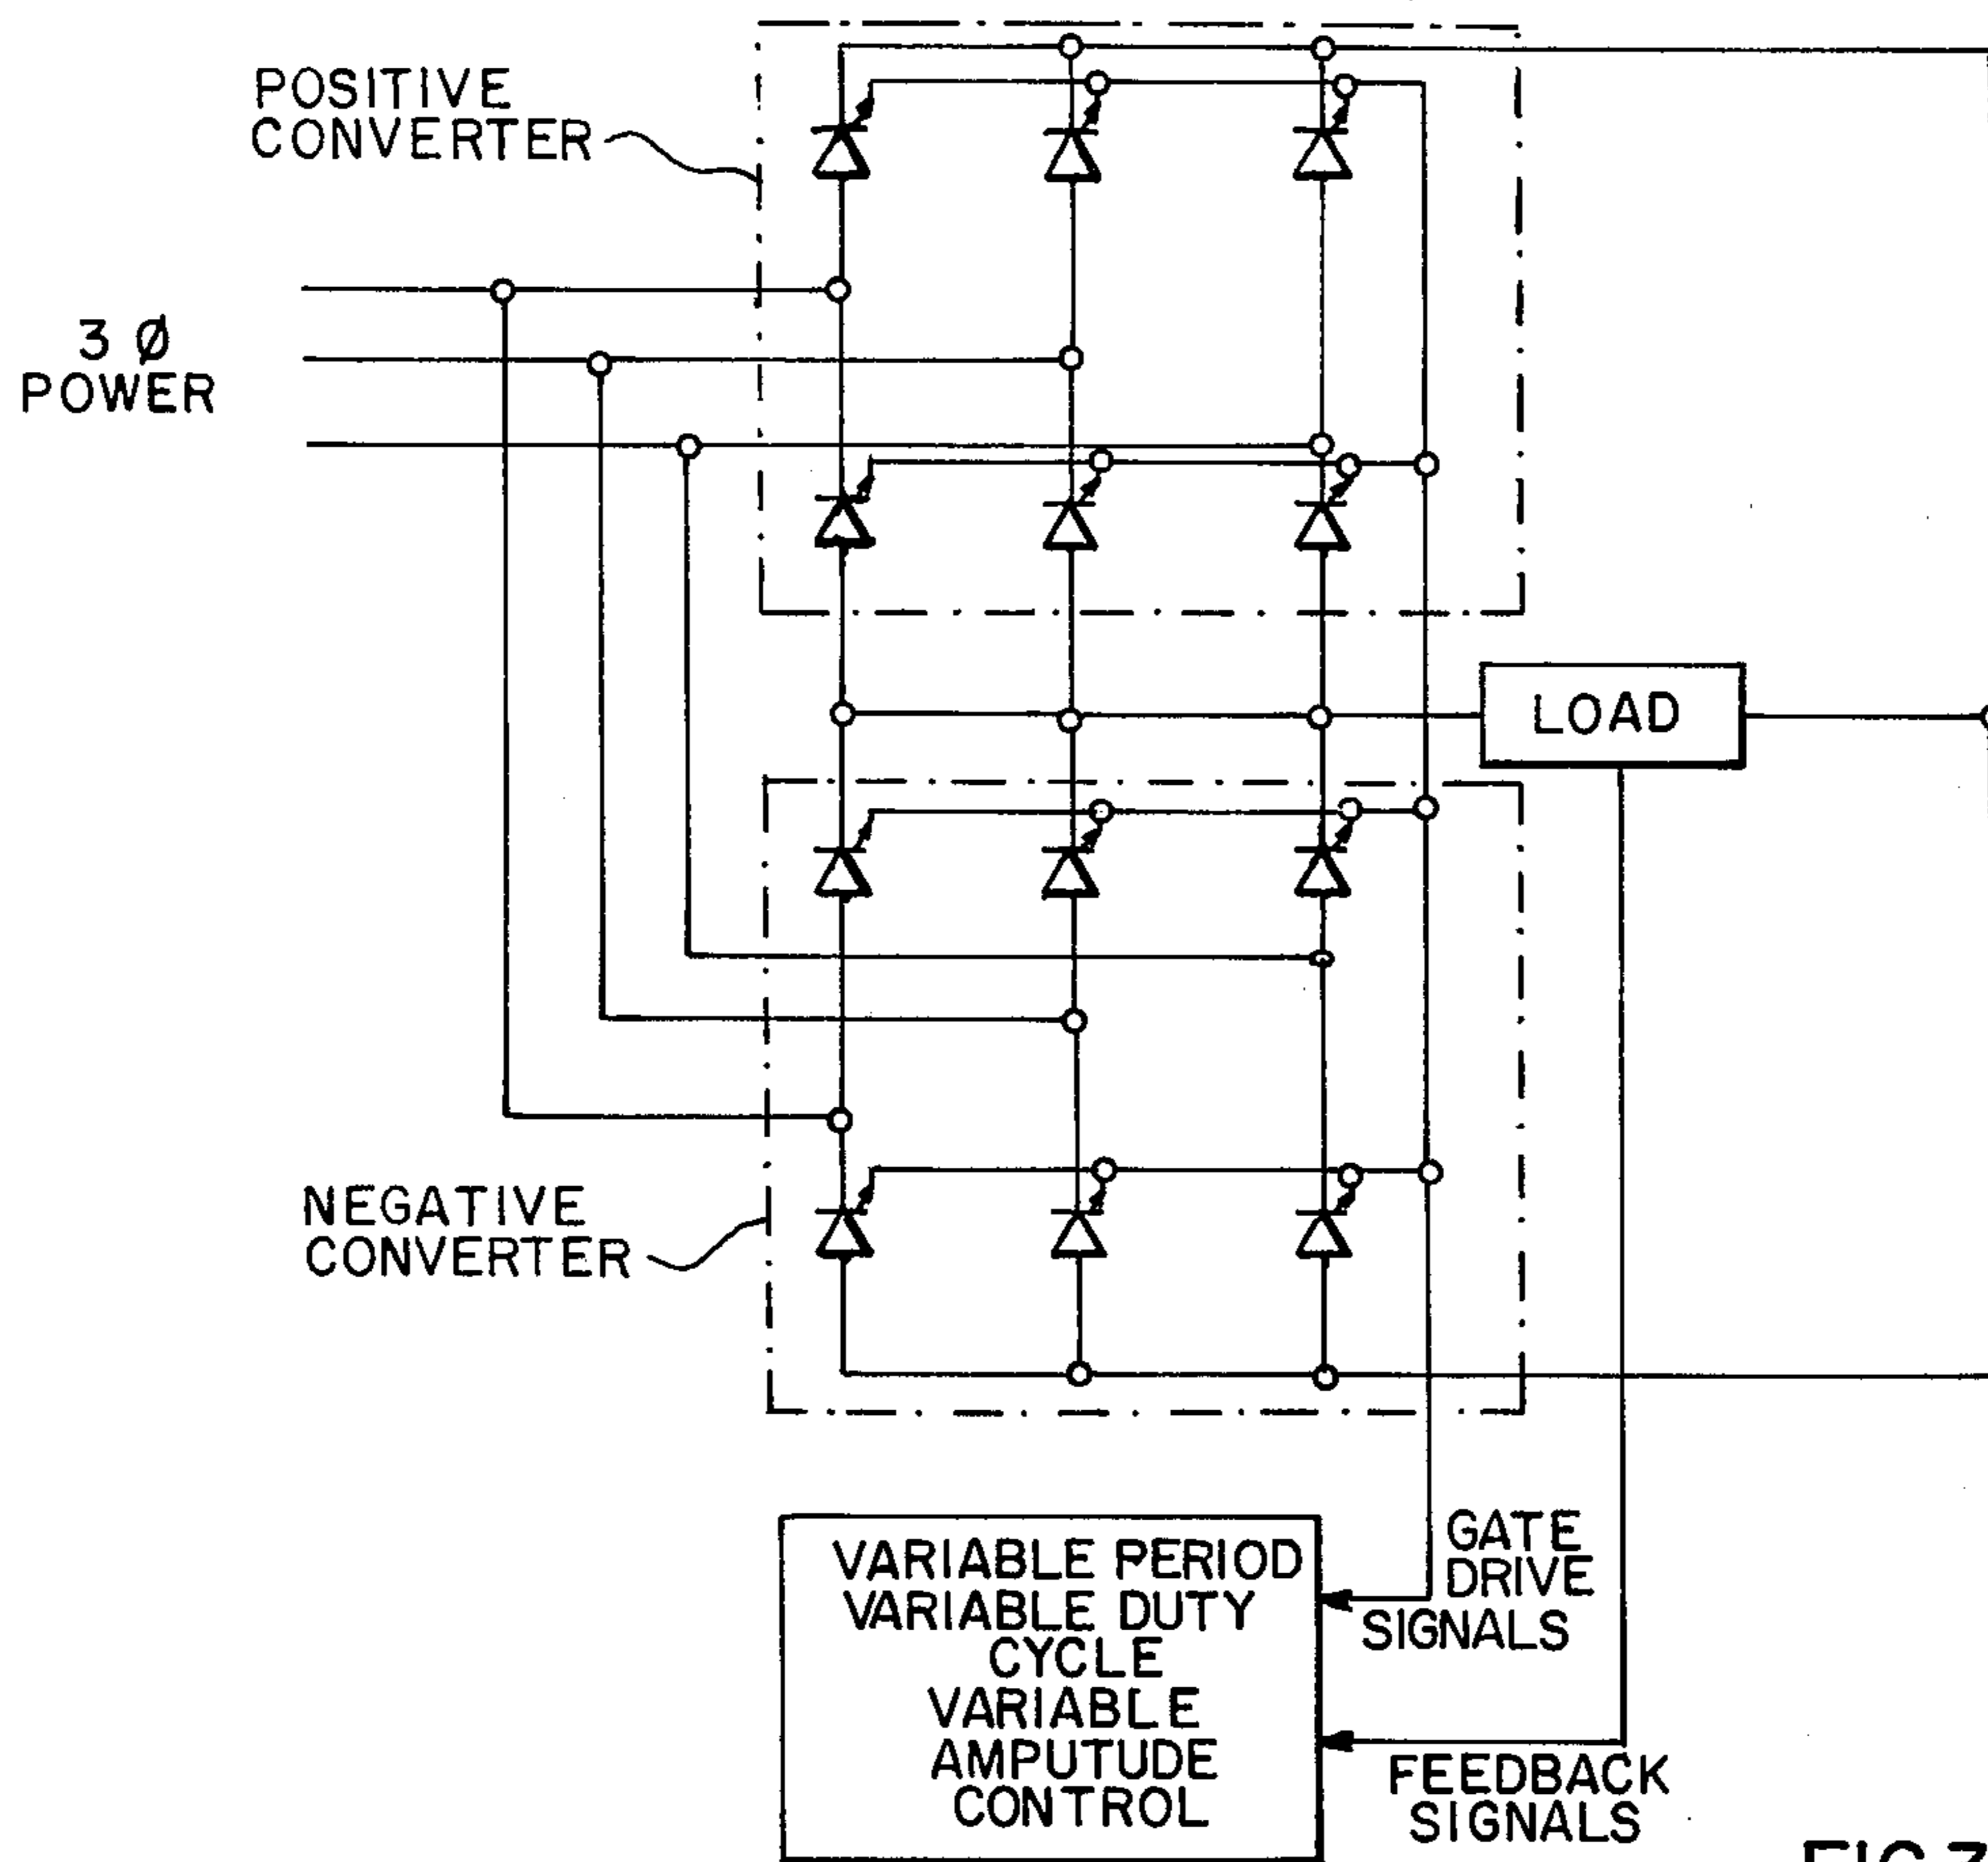 POSITIVE
CONVERTER
3 Ø
POWER
LOAD
NEGATIVE
CONVERTER
VARIABLE PERIOD
VARIABLE DUTY
CYCLE
VARIABLE
AMPUTUDE
CONTROL
GATE
DRIVE
SIGNALS
FEEDBACK
SIGNALS